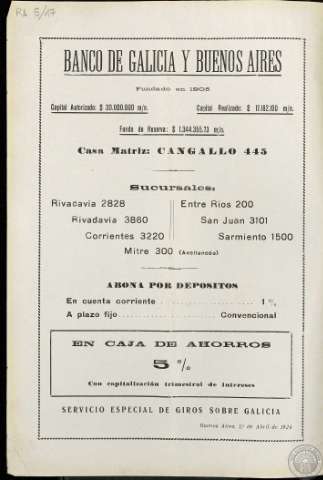 BANCO DE GALICIA Y BUENOS AIRES
Fundado en 1905
Capital Autorizado: $ 30.000.000 m/n. Capital Realizado: $ 17.182.100 m/n.
Fondo de Reserva: $ 1.344.355.73 m/n.
Casa Matriz: CANGALLO 445
Sucursales:
Rivadavia 2828 Entre Ríos 200
Rivadavia 3860 San Juan 3101
Corrientes 3220 Sarmiento 1500
Mitre 300 (Avellaneda)
ABONA POR DEPOSITOS
En cuenta corriente 1 %
A plazo fijo Convencional
EN CAJA DE AHORROS
5 %
Con capitalización trimestral de intereses
SERVICIO ESPECIAL DE GIROS SOBRE GALICIA
Buenos Aires, 1º de Abril de 1924